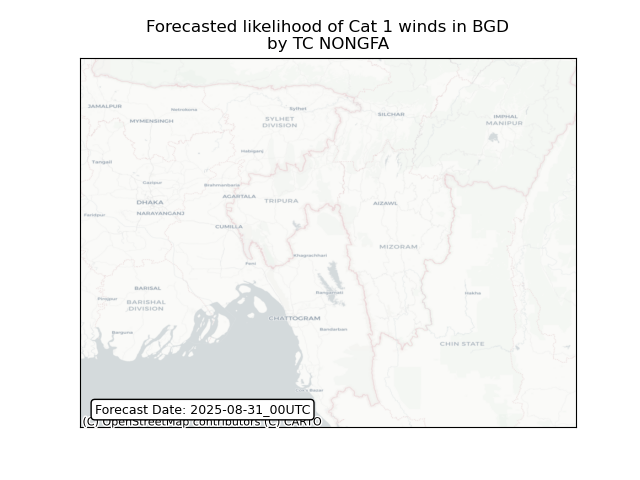 Forecasted likelihood of Cat 1 winds in BGD
by TC NONGFA
JAMALPUR
Netrokona
Sylhet
SILCHAR
IMPHAL
MANIPUR
MYMENSINGH
SYLHET
DIVISION
Habiganj
Tangail
Gazipur
Brahmanbaria
AGARTALA
TRIPURA
DHAKA
AIZAWL
Faridpur
NARAYANGANJ
CUMILLA
MIZORAM
Feni
Khagrachhari
BARISAL
Rangamati
Hakha
Pirojpur
BARISHAL
DIVISION
CHATTOGRAM
Barguna
Bandarban
CHIN STATE
Cox's Bazar
Forecast Date: 2025-08-31_00UTC
(C) OpenStreetMap contributors (C) CARTO